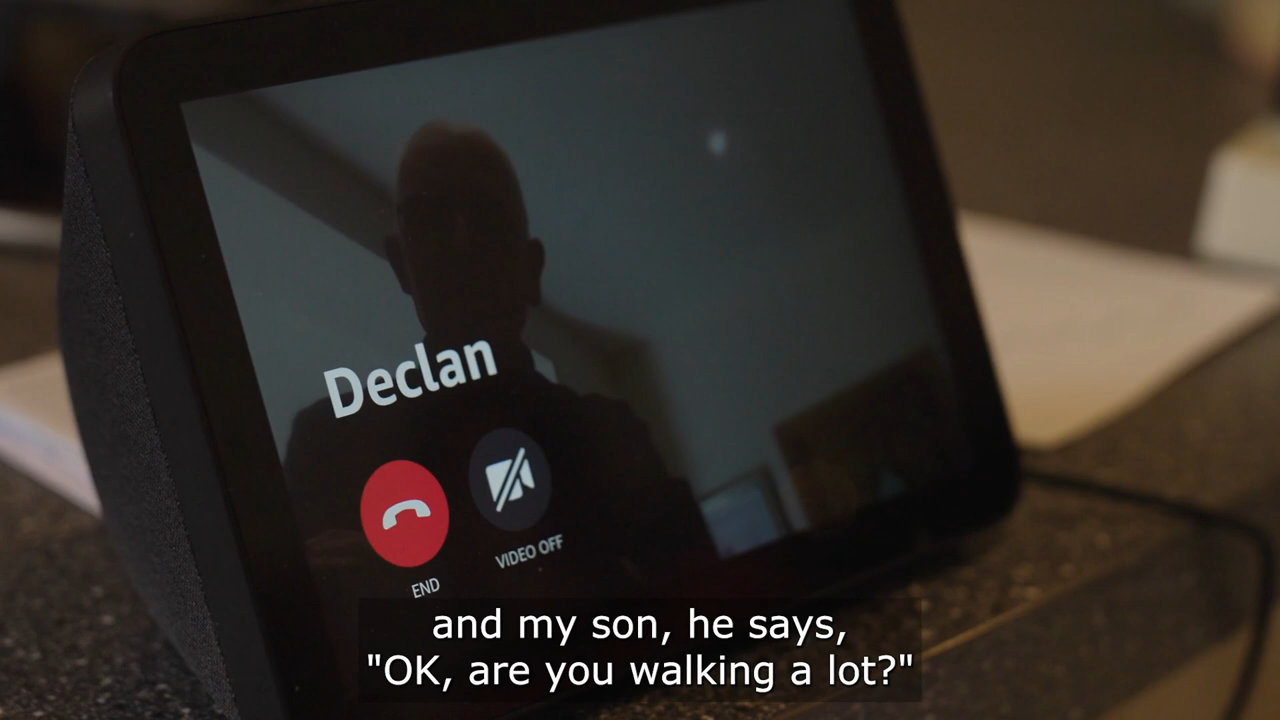 Declan
END
VIDEO OFF
and my son, he says,
"OK, are you walking a lot?"